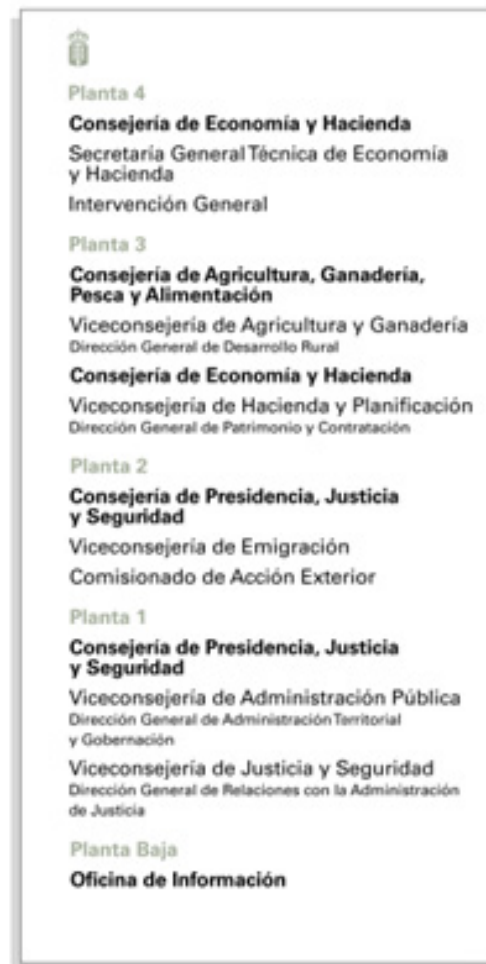 Planta 4
Consejería de Economía y Hacienda
Secretaría General Técnica de Economía
y Hacienda
Intervención General
Planta 3
Consejería de Agricultura, Ganadería,
Pesca y Alimentación
Viceconsejería de Agricultura y Ganadería
Dirección General de Desarrollo Rural
Consejería de Economía y Hacienda
Viceconsejería de Hacienda y Planificación
Dirección General de Patrimonio y Contratación
Planta 2
Consejería de Presidencia, Justicia
y Seguridad
Viceconsejería de Emigración
Comisionado de Acción Exterior
Planta 1
Consejería de Presidencia, Justicia
y Seguridad
Viceconsejería de Administración Pública
Dirección General de Administración Territorial
y Gobernación
Viceconsejería de Justicia y Seguridad
Dirección General de Relaciones con la Administración
de Justicia
Planta Baja
Oficina de Información